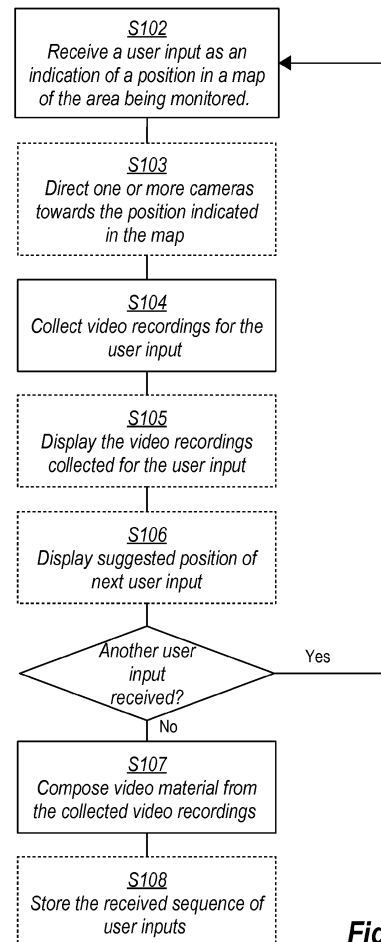 S102
Receive a user input as an
indication of a position in a map
of the area being monitored.
S103
Direct one or more cameras
towards the position indicated
in the map
S104
Collect video recordings for the
user input
S105
Display the video recordings
collected for the user input
S106
Display suggested position of
next user input
Another user
input
received?
Yes
No
S107
Compose video material from
the collected video recordings
S108
Store the received sequence of
user inputs